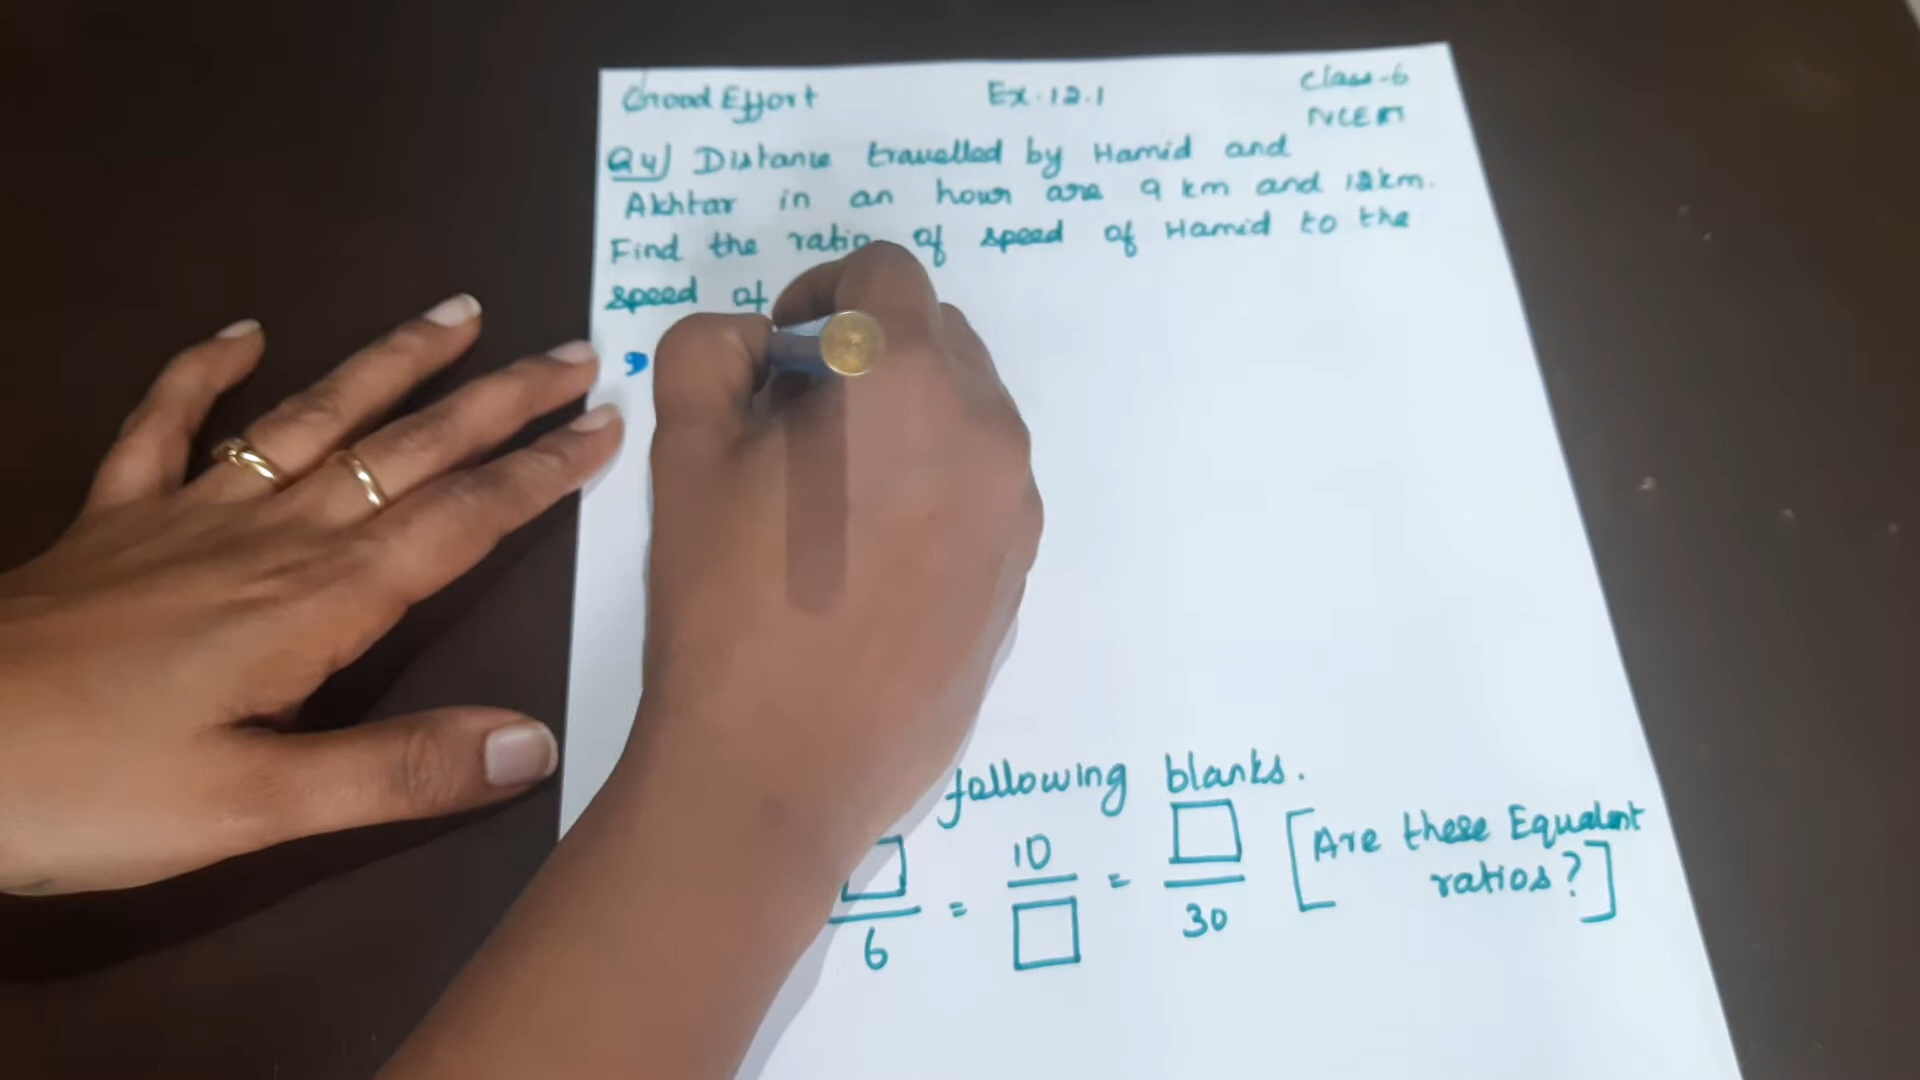 Good Effort Ex. 12.1 Class-6
NCERT
Q4) Distance travelled by Hamid and
Akhtar in an hour are 9 km and 12km.
Find the ratio of speed of Hamid to the
speed of
following blanks.
□/6 = 10/□ = □/30 [Are these Equalent
ratios?]